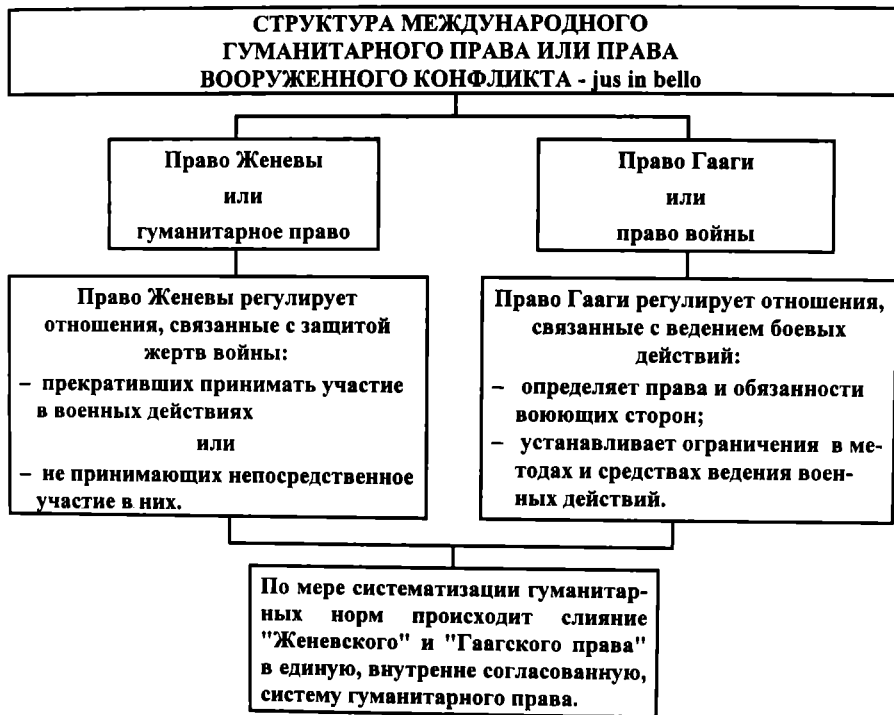 СТРУКТУРА МЕЖДУНАРОДНОГО
ГУМАНИТАРНОГО ПРАВА ИЛИ ПРАВА
ВООРУЖЕННОГО КОНФЛИКТА - jus in bello
Право Женевы
или
гуманитарное право
Право Гааги
или
право войны
Право Женевы регулирует
отношения, связанные с защитой
жертв войны:
– прекративших принимать участие
в военных действиях
или
– не принимающих непосредственное
участие в них.
Право Гааги регулирует отношения,
связанные с ведением боевых
действий:
– определяет права и обязанности
воюющих сторон;
– устанавливает ограничения в ме-
тодах и средствах ведения воен-
ных действий.
По мере систематизации гуманитар-
ных норм происходит слияние
"Женевского" и "Гаагского права"
в единую, внутренне согласованную,
систему гуманитарного права.